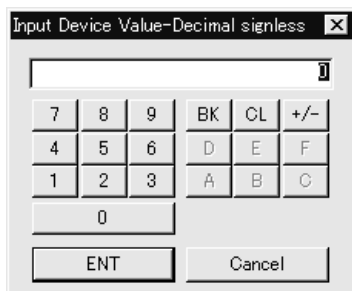 Input Device Value-Decimal signless
0
7 8 9 BK CL +/-
4 5 6 D E F
1 2 3 A B C
0
ENT Cancel